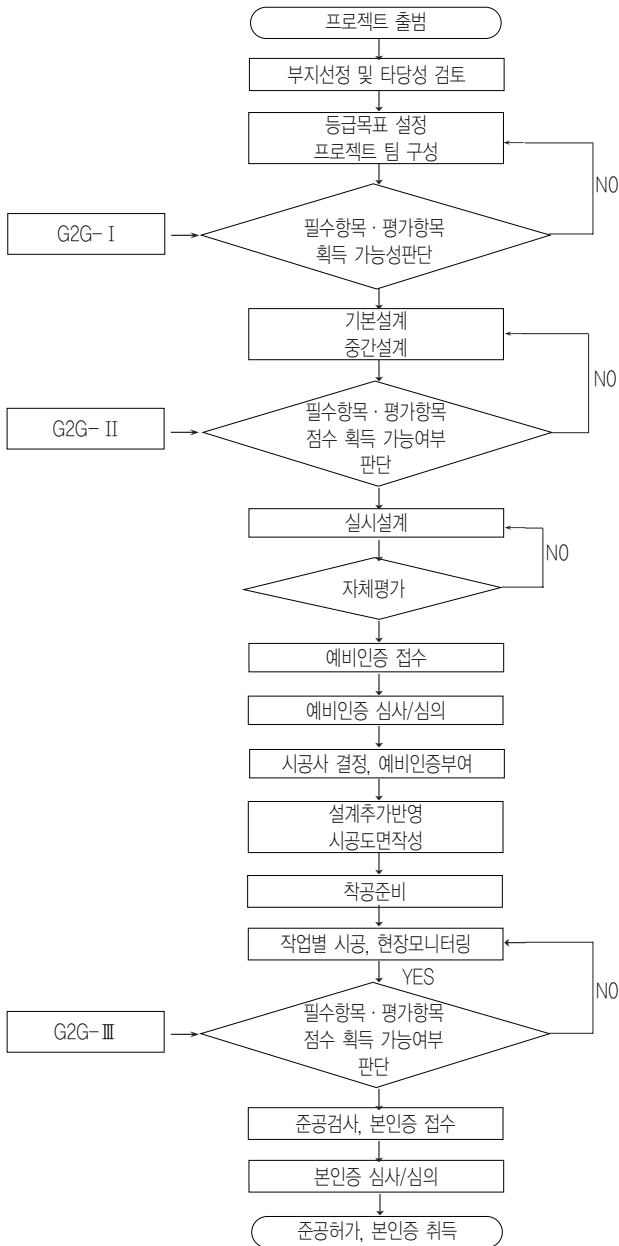 프로젝트 출범
부지선정 및 타당성 검토
등급목표 설정
프로젝트 팀 구성
NO
G2G-Ⅰ
필수항목·평가항목
획득 가능성판단
기본설계
중간설계
NO
G2G-Ⅱ
필수항목·평가항목
점수 획득 가능여부
판단
실시설계
NO
자체평가
예비인증 접수
예비인증 심사/심의
시공사 결정, 예비인증부여
설계추가반영
시공도면작성
착공준비
작업별 시공, 현장모니터링
YES
NO
G2G-Ⅲ
필수항목·평가항목
점수 획득 가능여부
판단
준공검사, 본인증 접수
본인증 심사/심의
준공허가, 본인증 취득